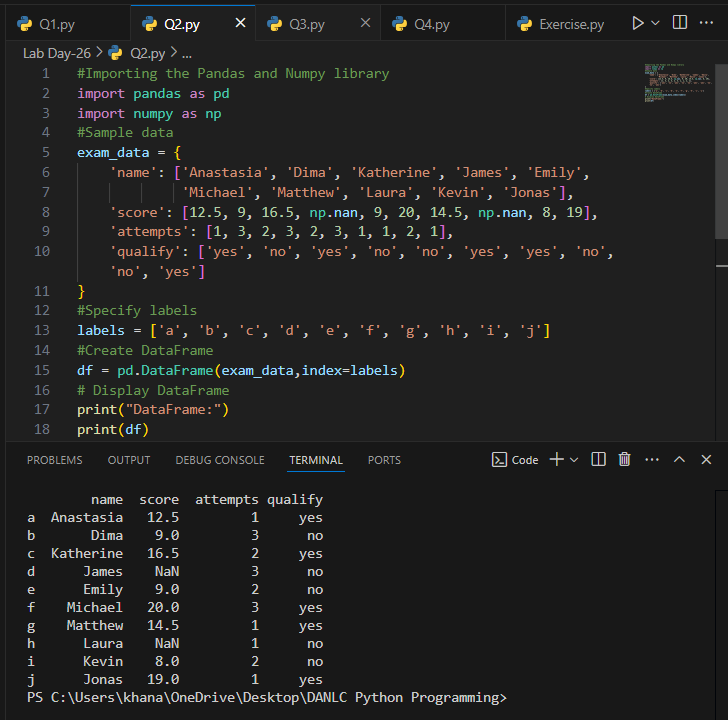 Q1.py Q2.py Q3.py Q4.py Exercise.py
Lab Day-26 > Q2.py > ...
1 #Importing the Pandas and Numpy library
2 import pandas as pd
3 import numpy as np
4 #Sample data
5 exam_data = {
6     'name': ['Anastasia', 'Dima', 'Katherine', 'James', 'Emily',
7              'Michael', 'Matthew', 'Laura', 'Kevin', 'Jonas'],
8     'score': [12.5, 9, 16.5, np.nan, 9, 20, 14.5, np.nan, 8, 19],
9     'attempts': [1, 3, 2, 3, 2, 3, 1, 1, 2, 1],
10     'qualify': ['yes', 'no', 'yes', 'no', 'no', 'yes', 'yes', 'no',
    'no', 'yes']
11 }
12 #Specify labels
13 labels = ['a', 'b', 'c', 'd', 'e', 'f', 'g', 'h', 'i', 'j']
14 #Create DataFrame
15 df = pd.DataFrame(exam_data,index=labels)
16 # Display DataFrame
17 print("DataFrame:")
18 print(df)
PROBLEMS OUTPUT DEBUG CONSOLE TERMINAL PORTS Code
        name  score  attempts qualify
a  Anastasia   12.5         1     yes
b       Dima    9.0         3      no
c  Katherine   16.5         2     yes
d      James    NaN         3      no
e      Emily    9.0         2      no
f    Michael   20.0         3     yes
g    Matthew   14.5         1     yes
h      Laura    NaN         1      no
i      Kevin    8.0         2      no
j      Jonas   19.0         1     yes
PS C:\Users\khana\OneDrive\Desktop\DANLC Python Programming>